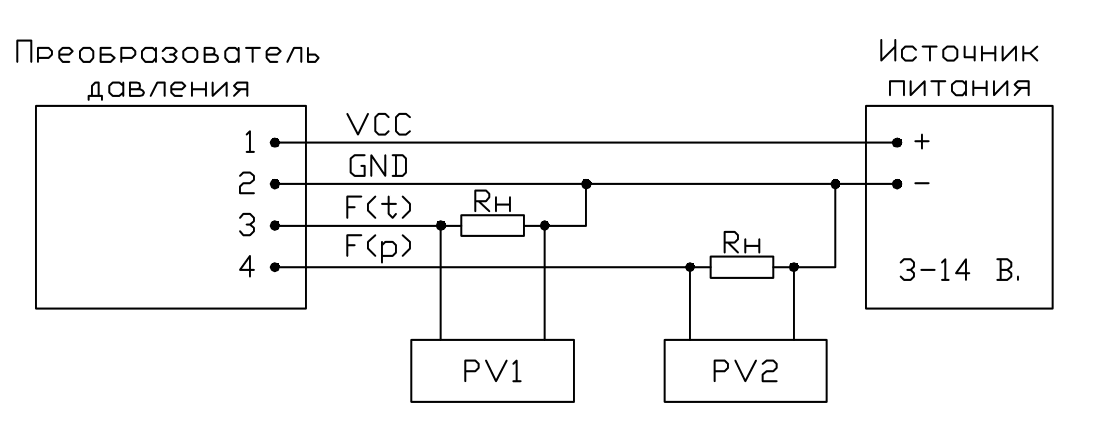 Преобразователь
давления
Источник
питания
1
VCC
+
2
GND
−
3
F(t)
Rн
4
F(p)
Rн
3-14 В.
PV1
PV2